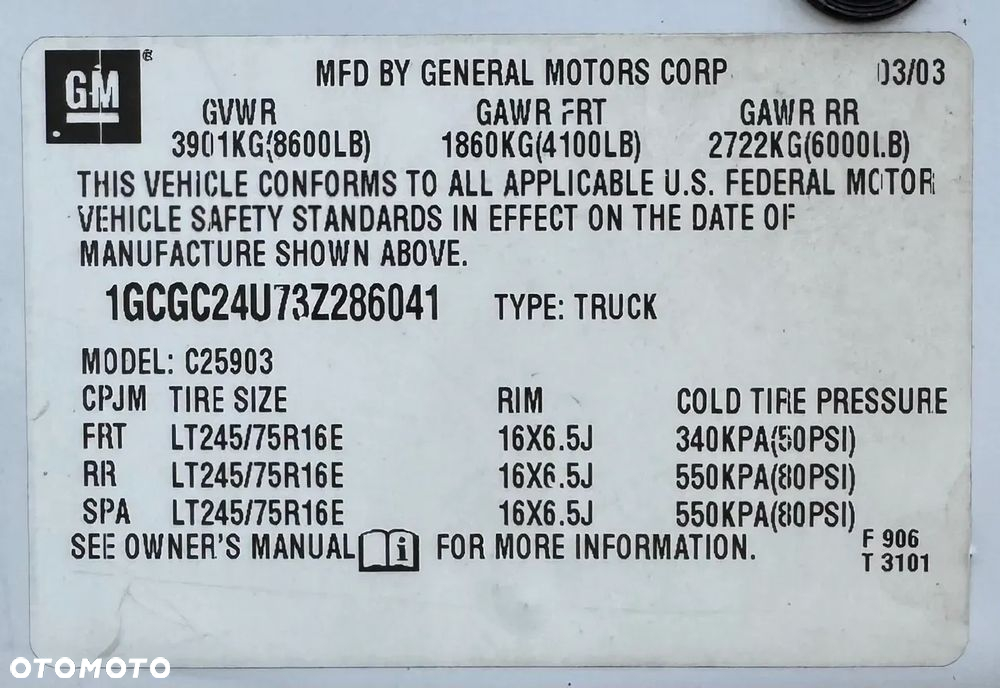 GM ®
MFD BY GENERAL MOTORS CORP 03/03
GVWR GAWR FRT GAWR RR
3901KG(8600LB) 1860KG(4100LB) 2722KG(6000LB)
THIS VEHICLE CONFORMS TO ALL APPLICABLE U.S. FEDERAL MOTOR
VEHICLE SAFETY STANDARDS IN EFFECT ON THE DATE OF
MANUFACTURE SHOWN ABOVE.
1GCGC24U73Z286041 TYPE: TRUCK
MODEL: C25903
CPJM TIRE SIZE RIM COLD TIRE PRESSURE
FRT LT245/75R16E 16X6.5J 340KPA(50PSI)
RR LT245/75R16E 16X6.5J 550KPA(80PSI)
SPA LT245/75R16E 16X6.5J 550KPA(80PSI)
SEE OWNER'S MANUAL i FOR MORE INFORMATION.
F 906
T 3101
OTOMOTO